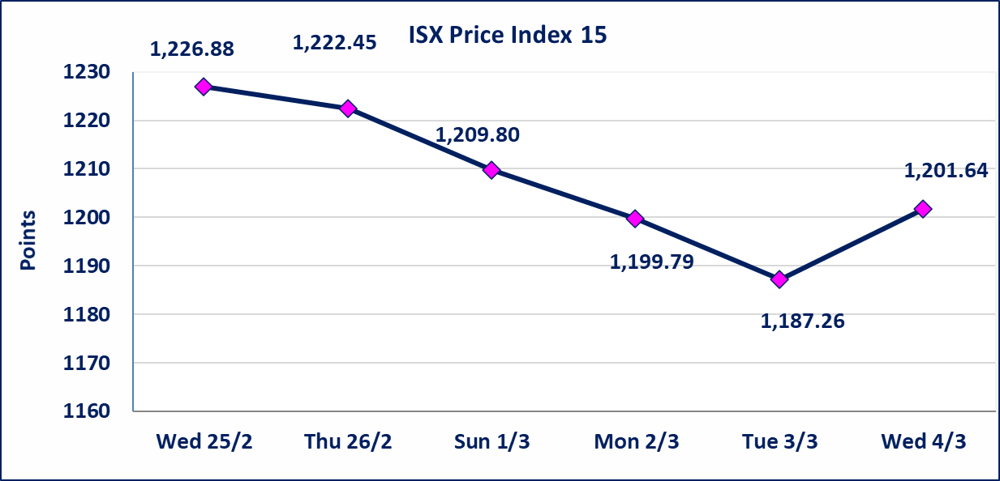 ISX Price Index 15
1,226.88
1,222.45
1,209.80
1,199.79
1,187.26
1,201.64
1230
1220
1210
1200
1190
1180
1170
1160
Points
Wed 25/2
Thu 26/2
Sun 1/3
Mon 2/3
Tue 3/3
Wed 4/3